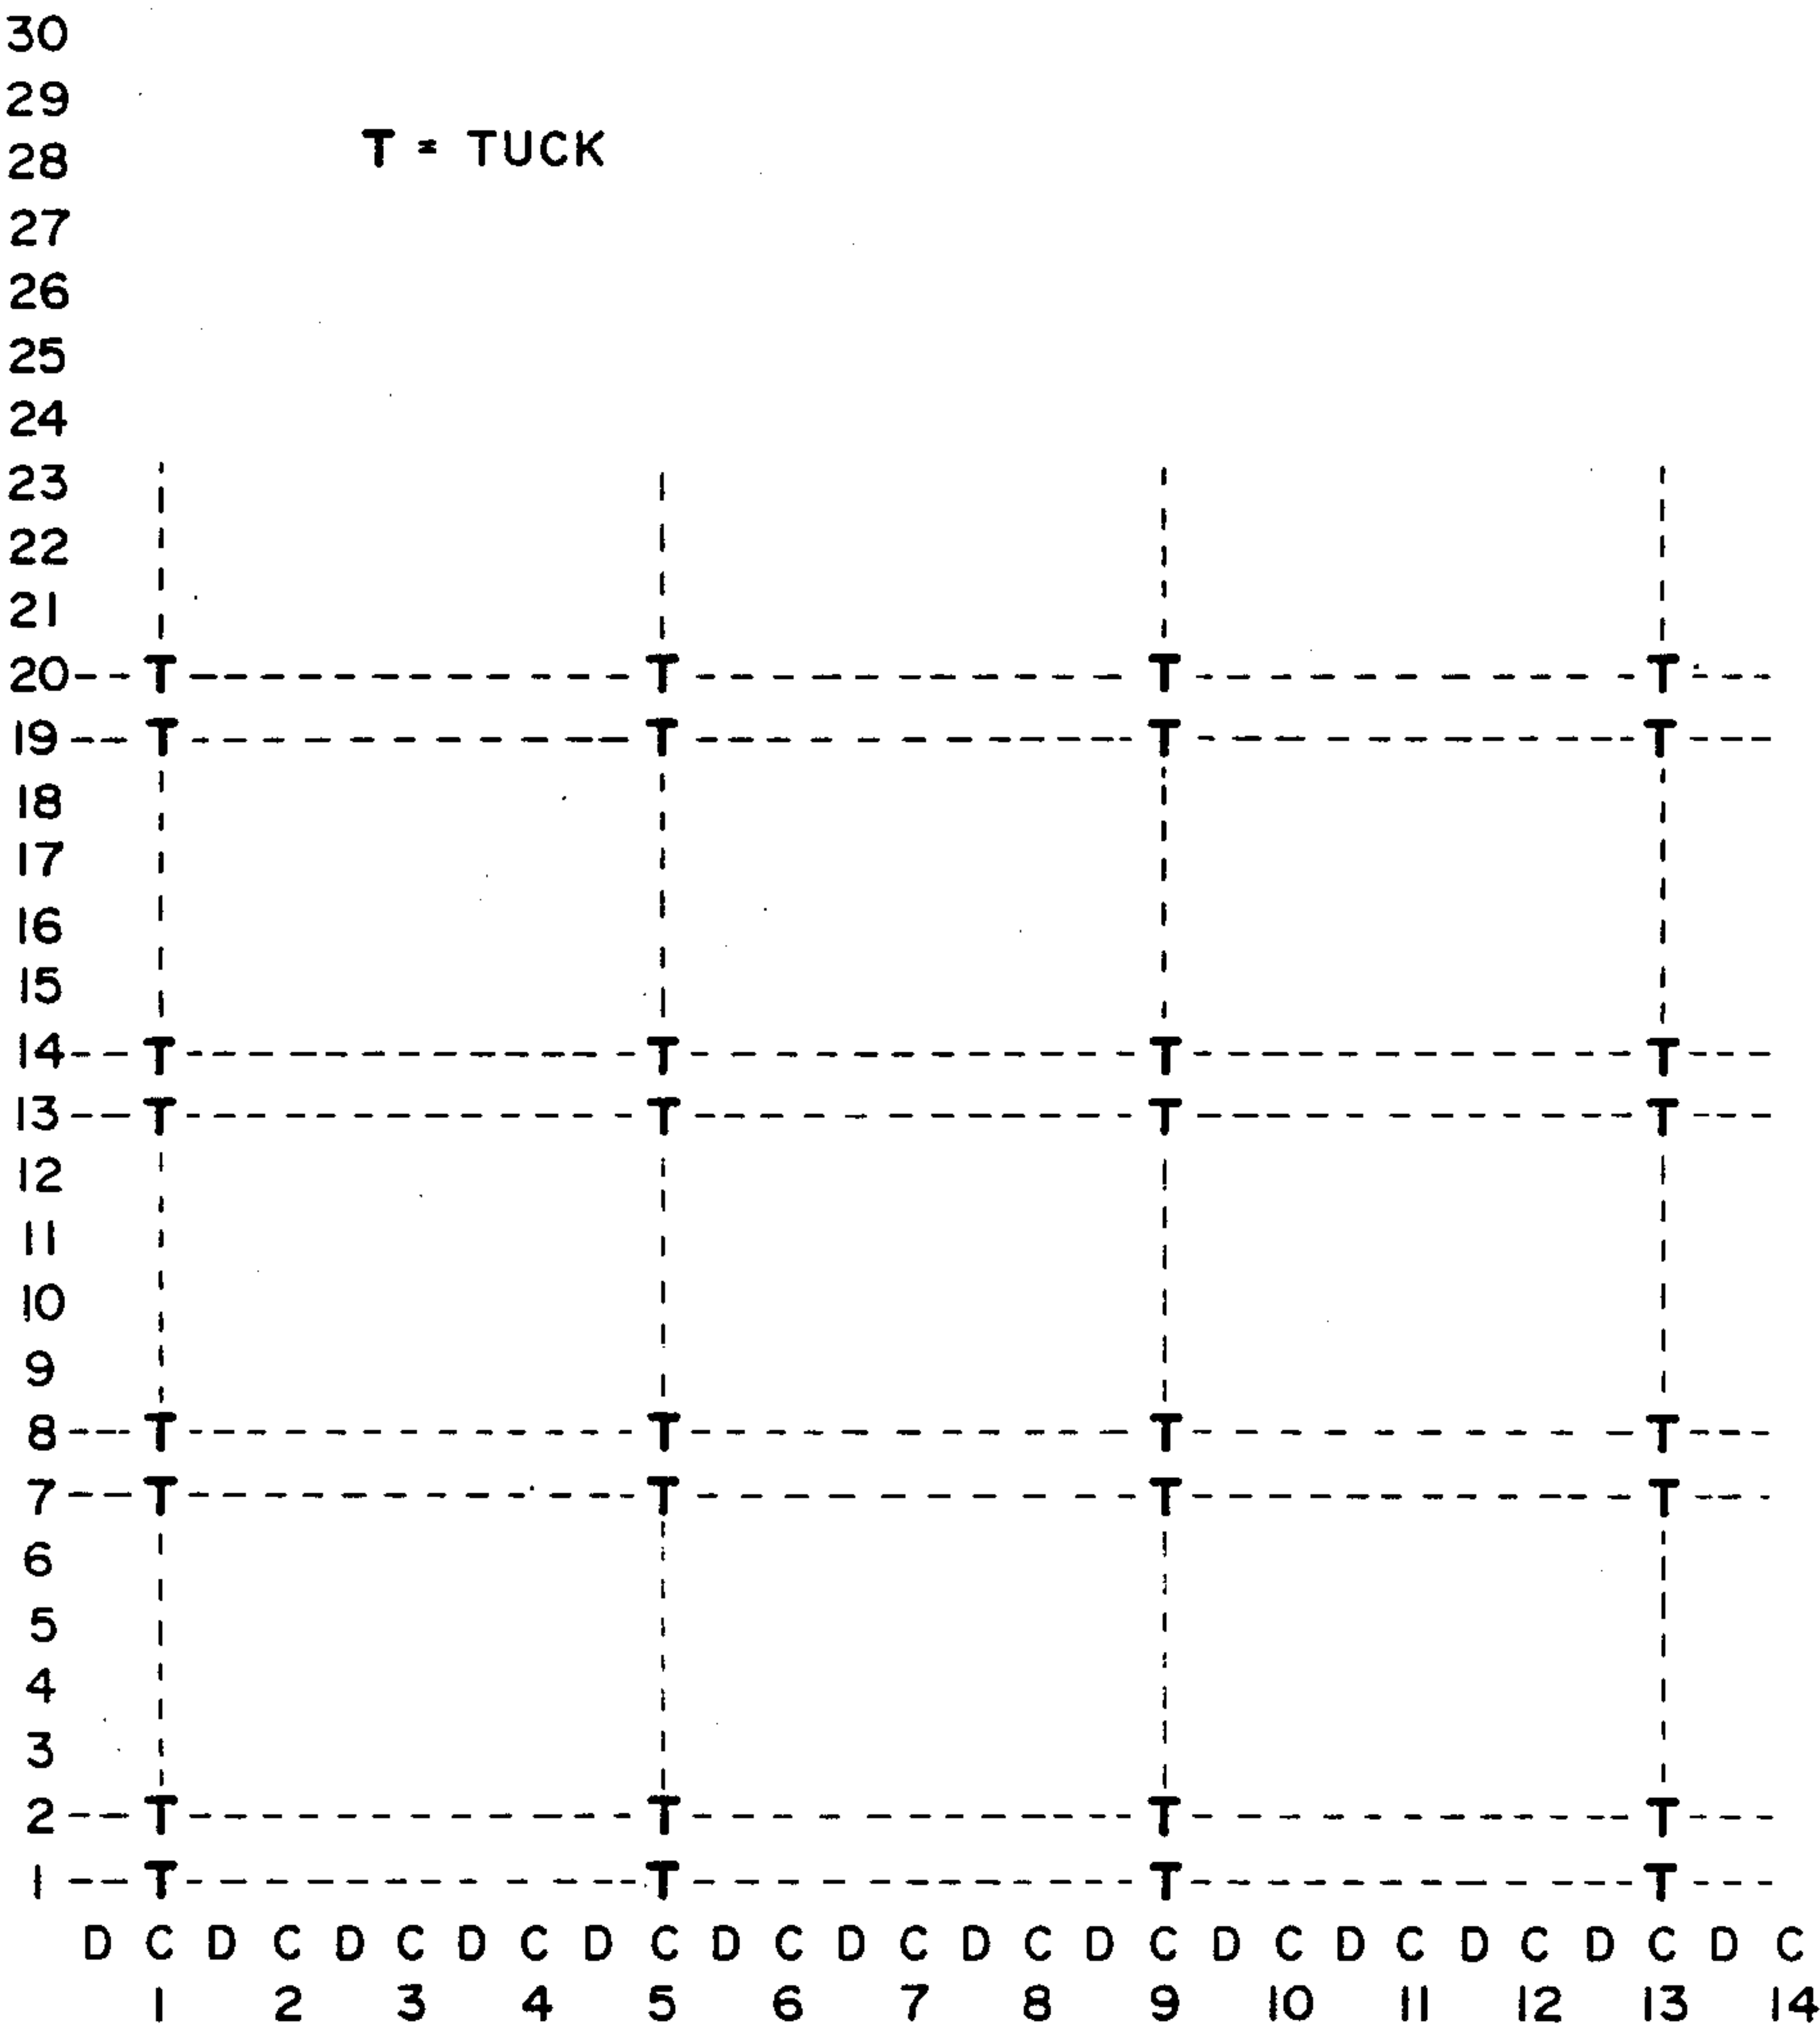 30
29
28 T = TUCK
27
26
25
24
23
22
21
20 T T T T
19 T T T T
18
17
16
15
14 T T T T
13 T T T T
12
11
10
9
8 T T T T
7 T T T T
6
5
4
3
2 T T T T
1 T T T T
D C D C D C D C D C D C D C D C D C D C D C D C D C D C
1 2 3 4 5 6 7 8 9 10 11 12 13 14